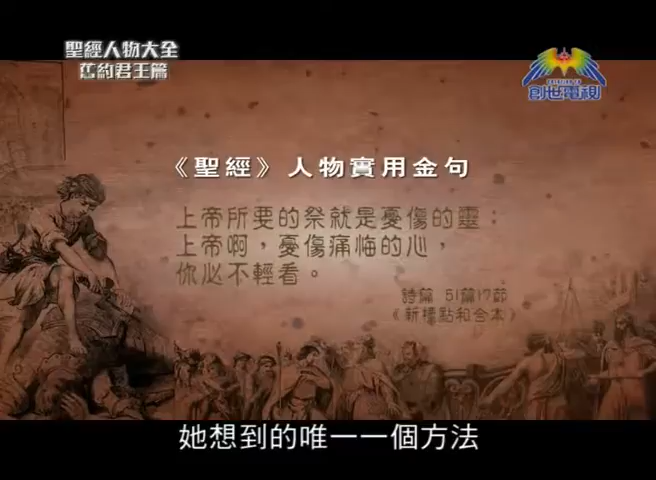 聖經人物大全
舊約君王篇
CREATION TV
創世電視
《聖經》人物實用金句
上帝所要的祭就是憂傷的靈;
上帝啊,憂傷痛悔的心,
你必不輕看。
詩篇 51篇17節
《新標點和合本》
她想到的唯一一個方法